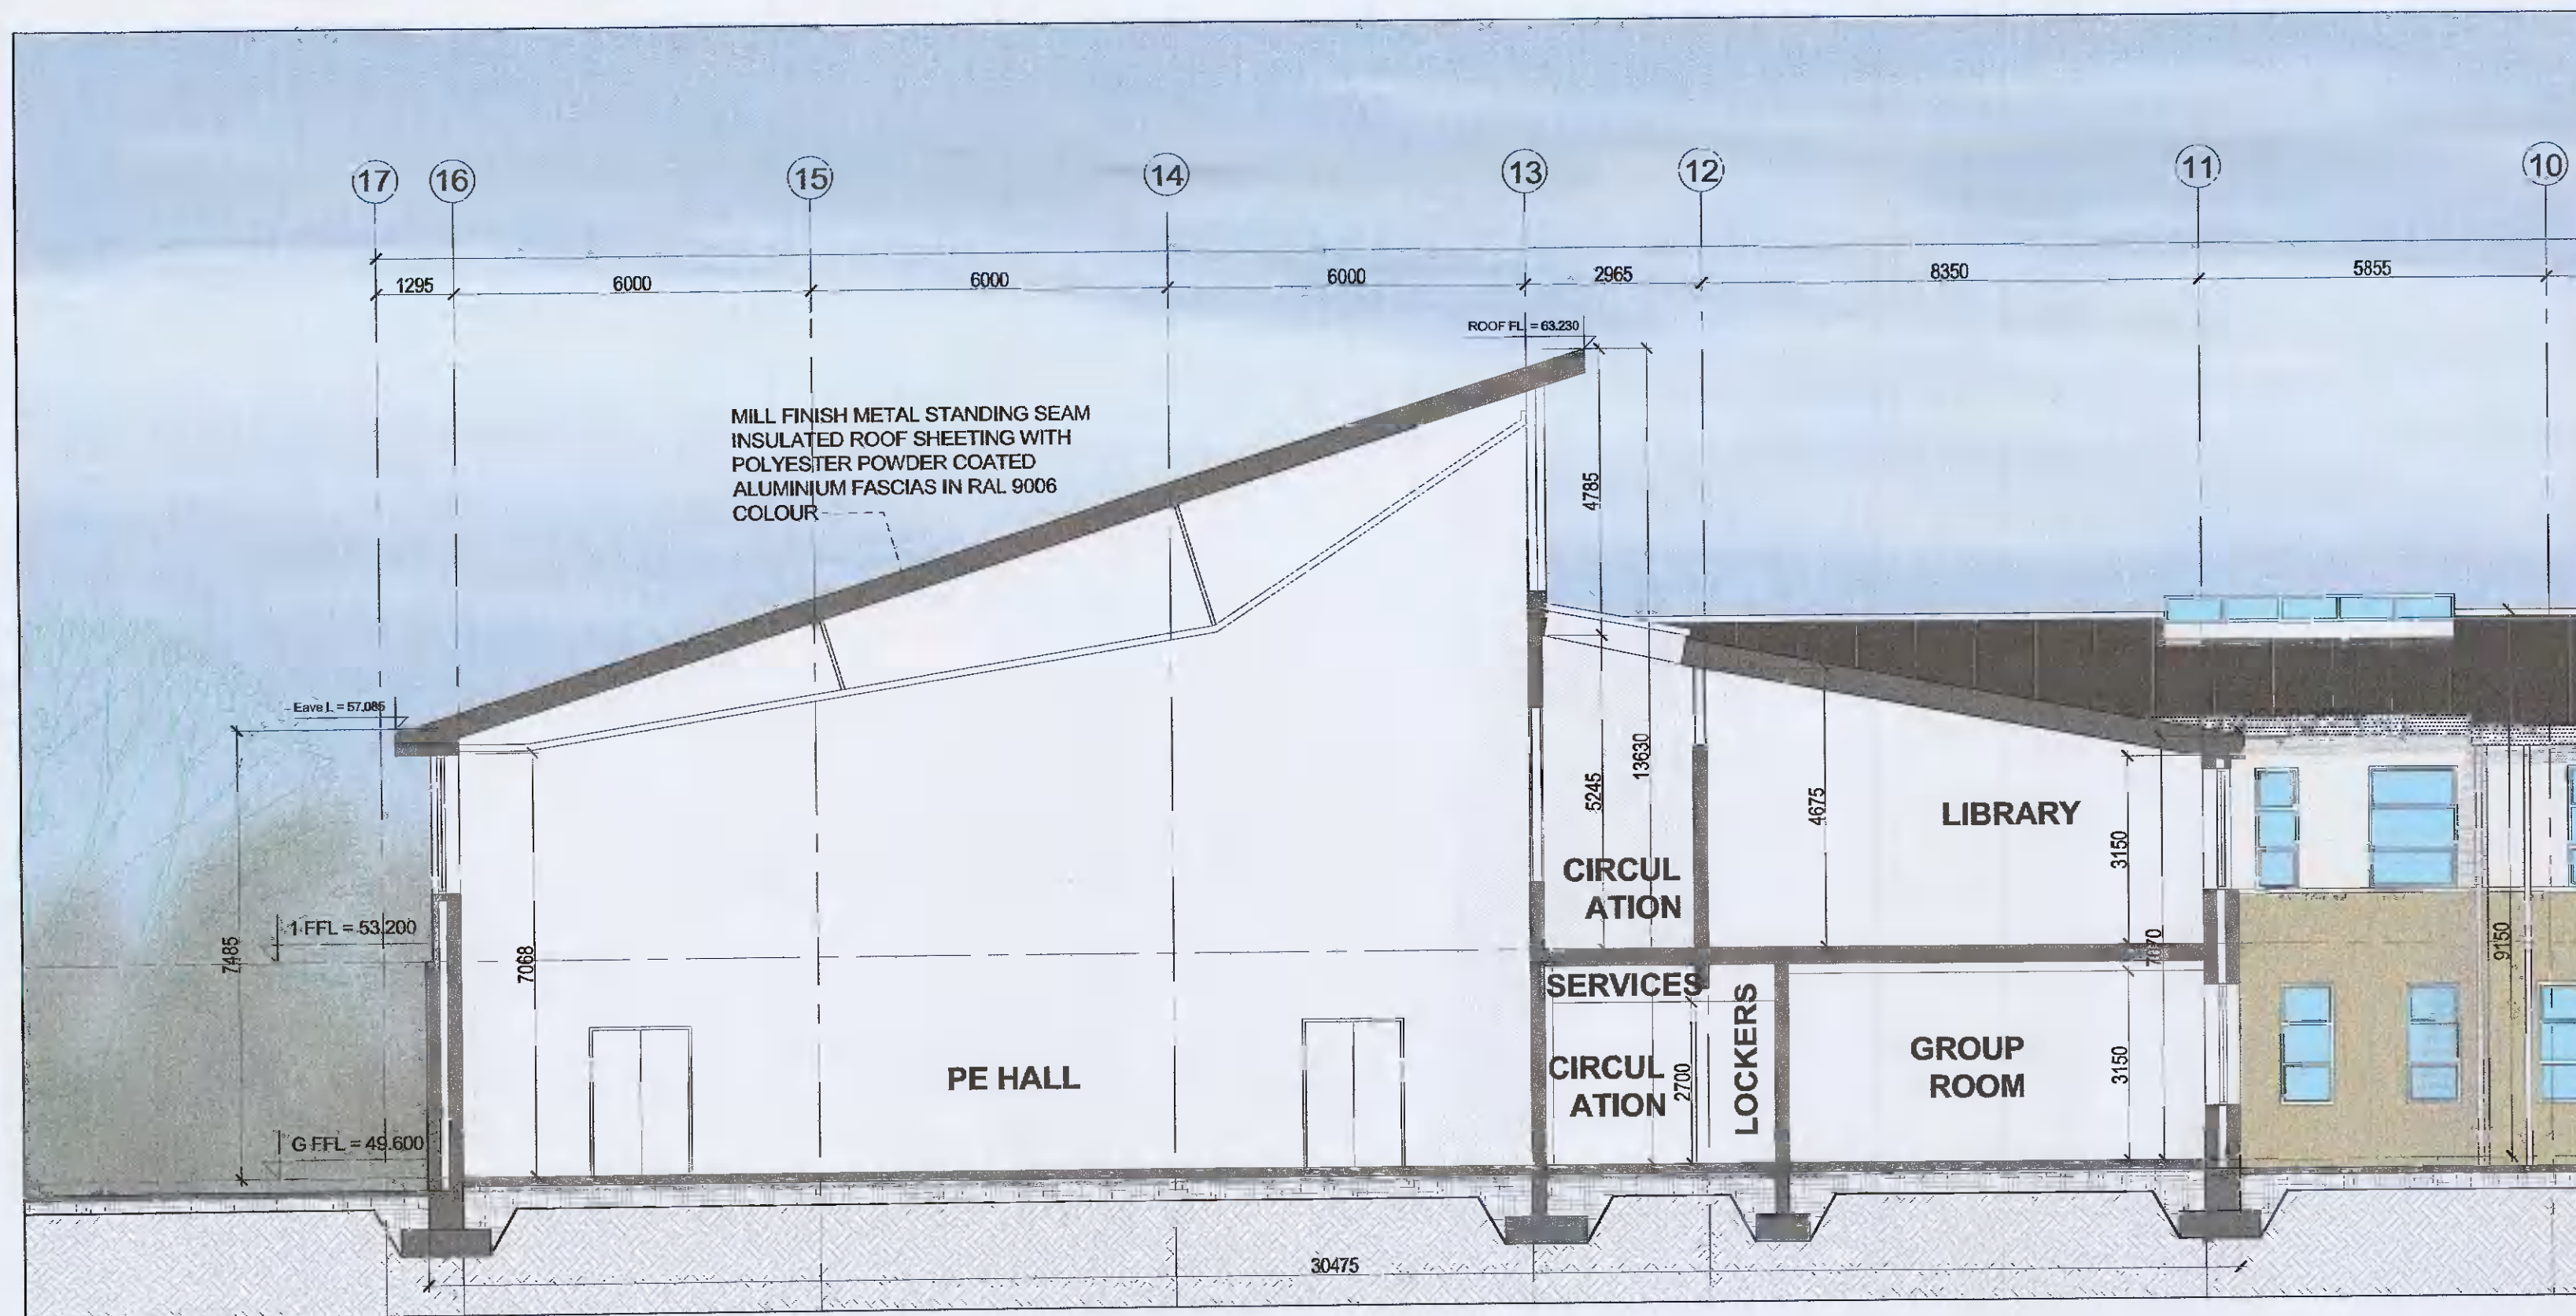 17 16 15 14 13 12 11 10
1295 6000 6000 6000 2965 8350 5855
ROOF FL = 63.230
MILL FINISH METAL STANDING SEAM
INSULATED ROOF SHEETING WITH
POLYESTER POWDER COATED
ALUMINIUM FASCIAS IN RAL 9006
COLOUR
4785
Eave L = 57.085
13630
5245
4675
LIBRARY
3150
CIRCUL
ATION
1 FFL = 53.200
7485
7068
7070
9150
SERVICES
LOCKERS
GROUP
ROOM
3150
CIRCUL
ATION
2700
PE HALL
G FFL = 49.600
30475